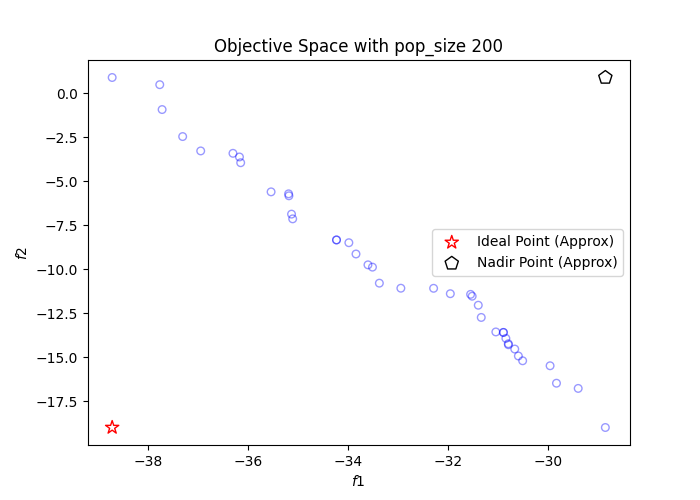 Objective Space with pop_size 200
0.0
−2.5
−5.0
−7.5
−10.0
−12.5
−15.0
−17.5
f2
Ideal Point (Approx)
Nadir Point (Approx)
−38
−36
−34
−32
−30
f1